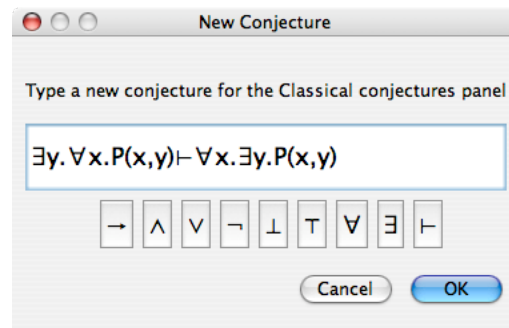 New Conjecture
Type a new conjecture for the Classical conjectures panel
∃y.∀x.P(x,y)⊢∀x.∃y.P(x,y)
→ ∧ ∨ ¬ ⊥ ⊤ ∀ ∃ ⊢
Cancel OK